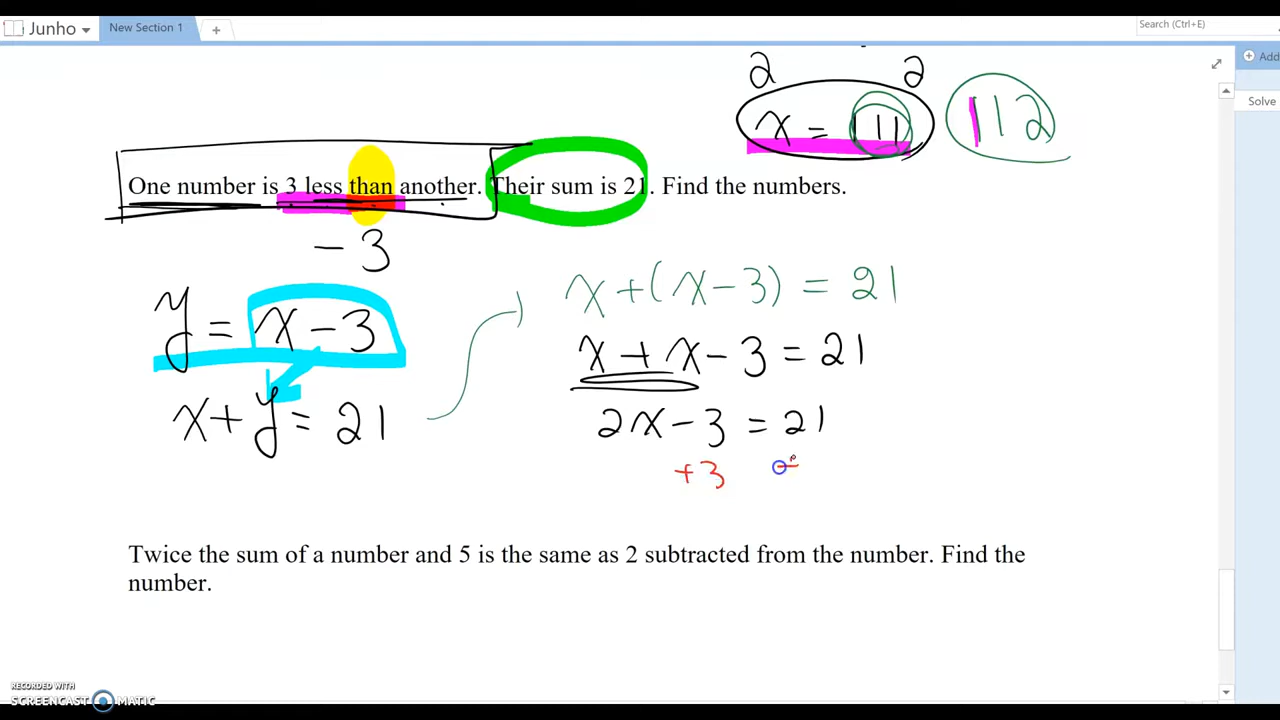 Junho
New Section 1
+
Search (Ctrl+E)
Add
Solve
2 2
x = 111 112
One number is 3 less than another. Their sum is 21. Find the numbers.
- 3
y = x - 3
x + y = 21
x + (x - 3) = 21
x + x - 3 = 21
2x - 3 = 21
+3 +
Twice the sum of a number and 5 is the same as 2 subtracted from the number. Find the
number.
RECORDED WITH
SCREENCAST MATIC